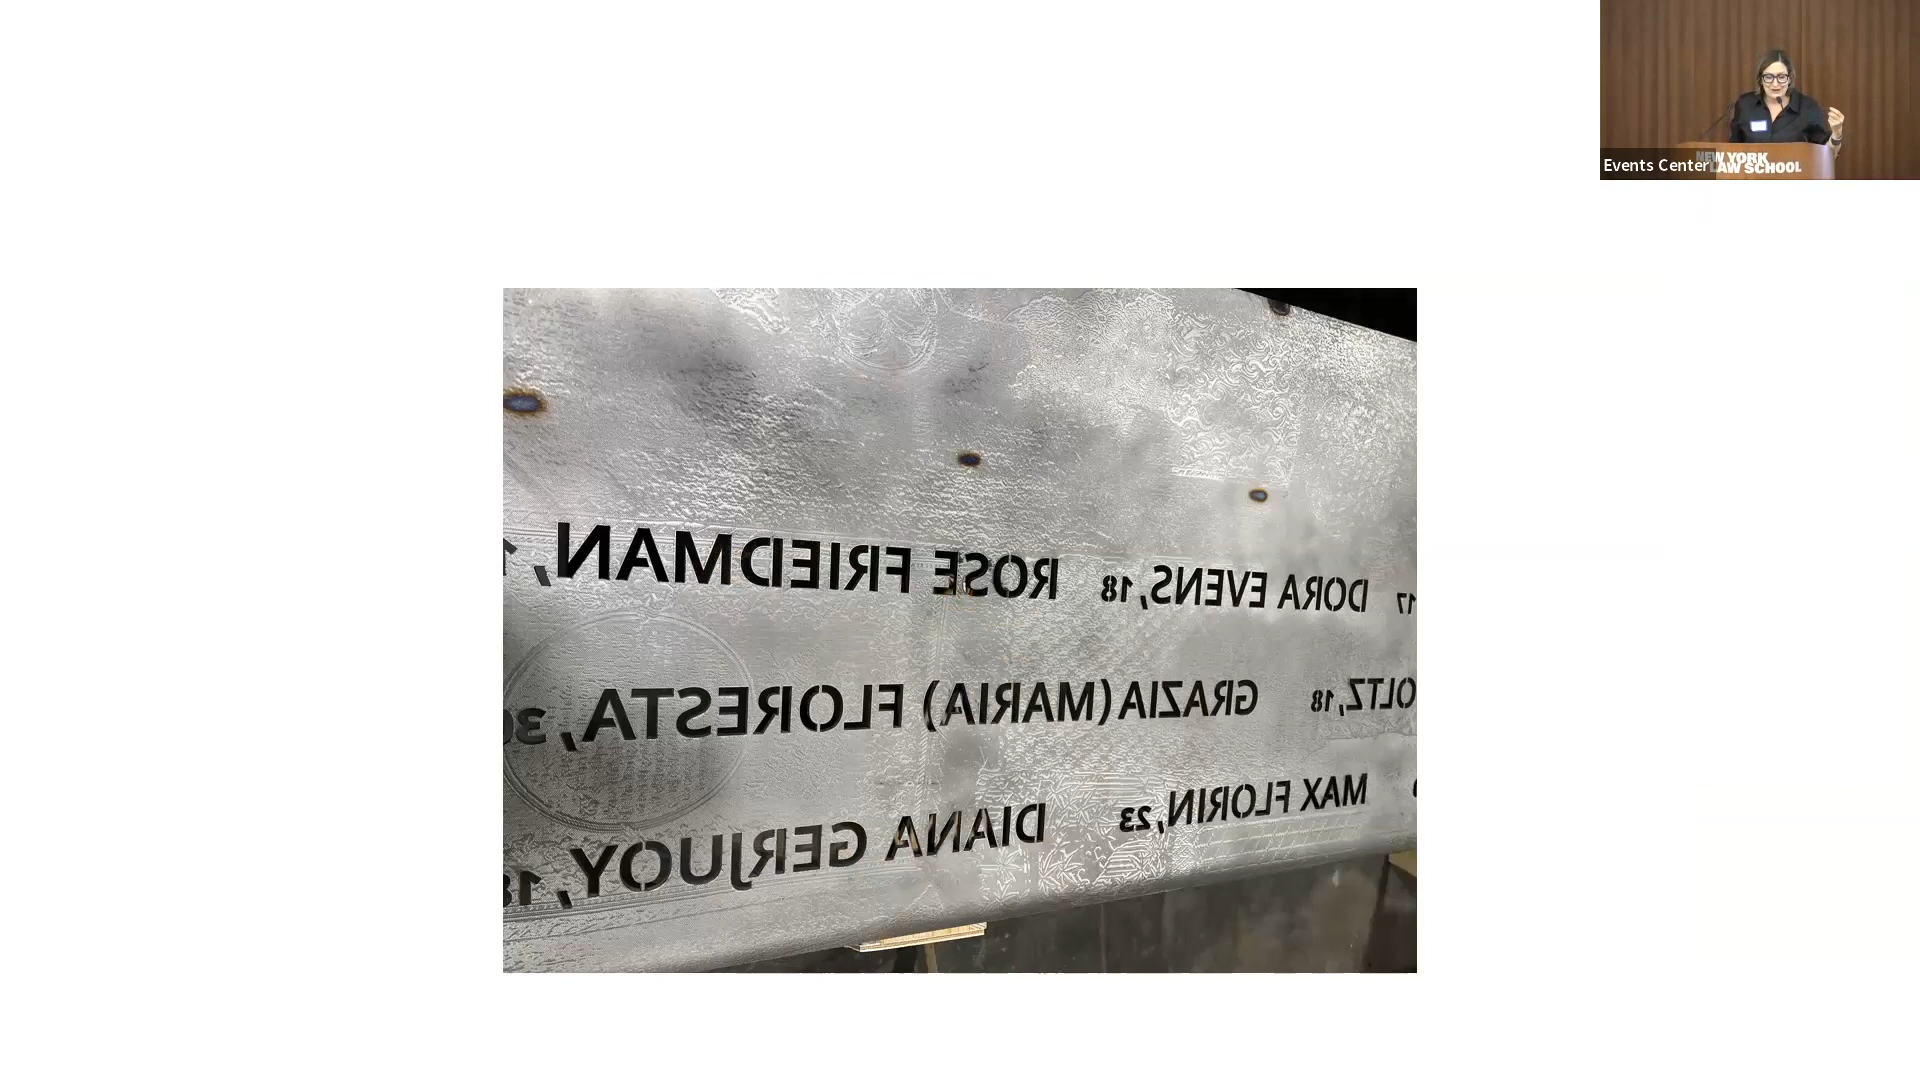 Events Center
NEW YORK
LAW SCHOOL
17 DORA EVENS, 18 ROSE FRIEDMAN,
OLTZ, 18 GRAZIA (MARIA) FLORESTA,
MAX FLORIN, 23 DIANA GERJUOY, 18